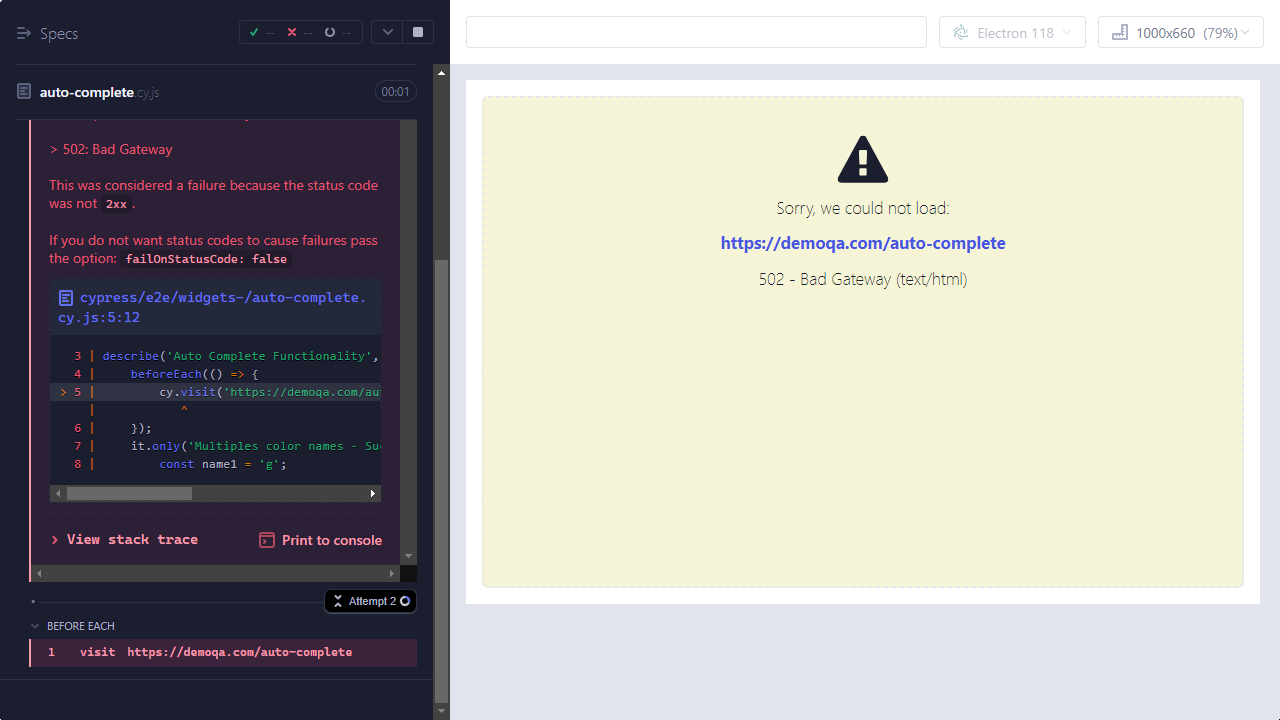 Specs
--
--
--
auto-complete.cy.js
00:01
> 502: Bad Gateway
This was considered a failure because the status code
was not 2xx.
If you do not want status codes to cause failures pass
the option: failOnStatusCode: false
cypress/e2e/widgets-/auto-complete.
cy.js:5:12
3 | describe('Auto Complete Functionality',
4 | beforeEach(() => {
> 5 | cy.visit('https://demoqa.com/aut
| ^
6 | });
7 | it.only('Multiples color names - Suc
8 | const name1 = 'g';
View stack trace
Print to console
Attempt 2
BEFORE EACH
1 visit https://demoqa.com/auto-complete
Electron 118
1000x660 (79%)
Sorry, we could not load:
https://demoqa.com/auto-complete
502 - Bad Gateway (text/html)